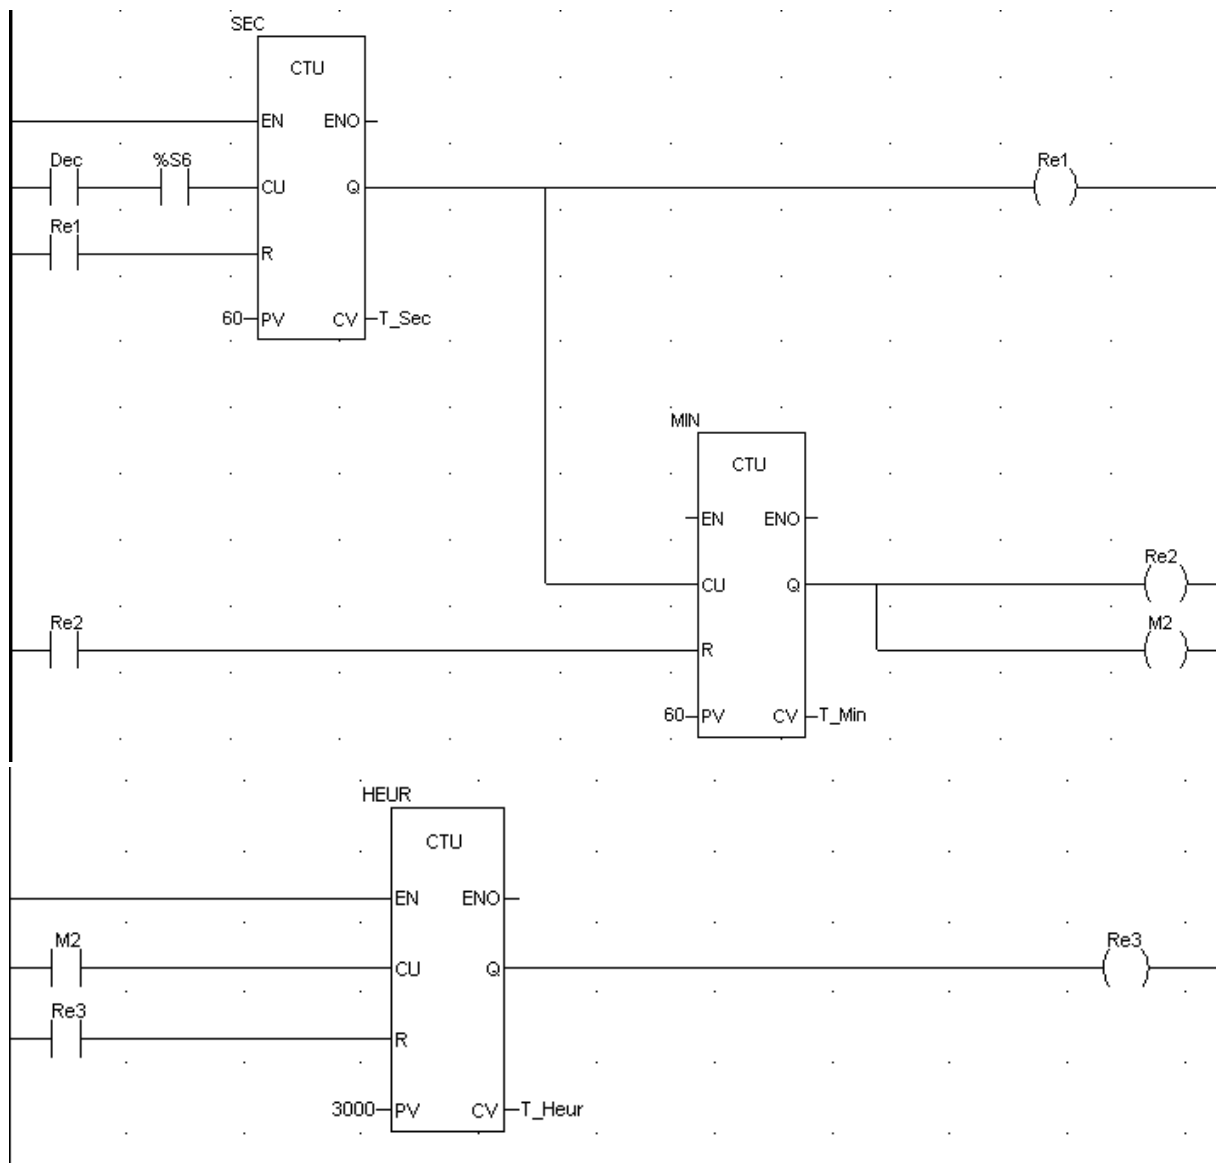 SEC
CTU
EN ENO
Dec %S6 Re1
CU Q
Re1
R
60 PV CV T_Sec
MIN
CTU
EN ENO
Re2
CU Q
Re2 M2
R
60 PV CV T_Min
HEUR
CTU
EN ENO
M2 Re3
CU Q
Re3
R
3000 PV CV T_Heur